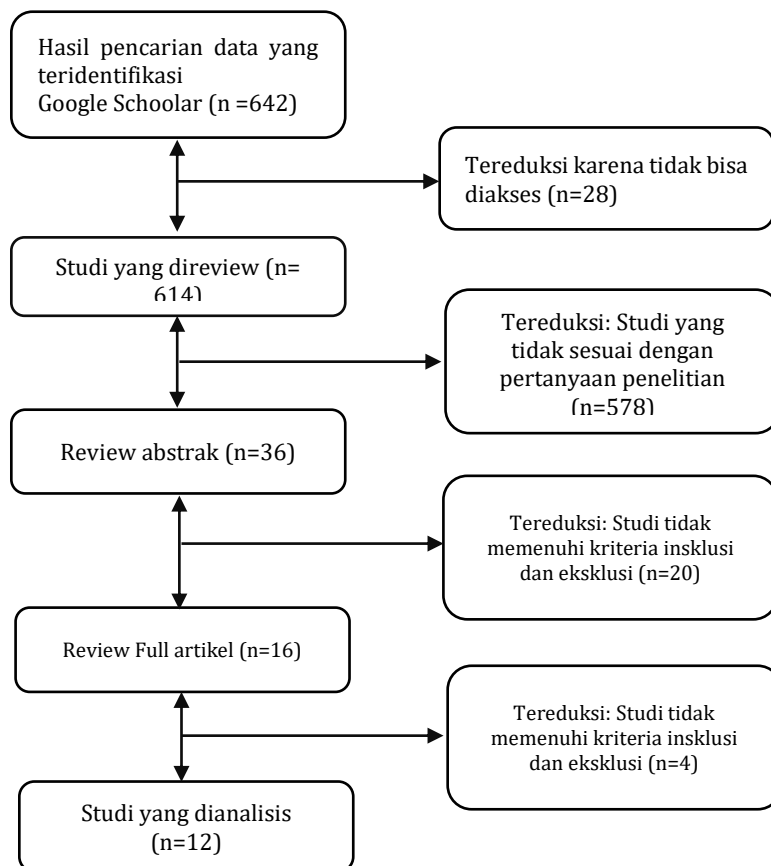 Hasil pencarian data yang
teridentifikasi
Google Schoolar (n =642)
Tereduksi karena tidak bisa
diakses (n=28)
Studi yang direview (n=
614)
Tereduksi: Studi yang
tidak sesuai dengan
pertanyaan penelitian
(n=578)
Review abstrak (n=36)
Tereduksi: Studi tidak
memenuhi kriteria insklusi
dan eksklusi (n=20)
Review Full artikel (n=16)
Tereduksi: Studi tidak
memenuhi kriteria insklusi
dan eksklusi (n=4)
Studi yang dianalisis
(n=12)